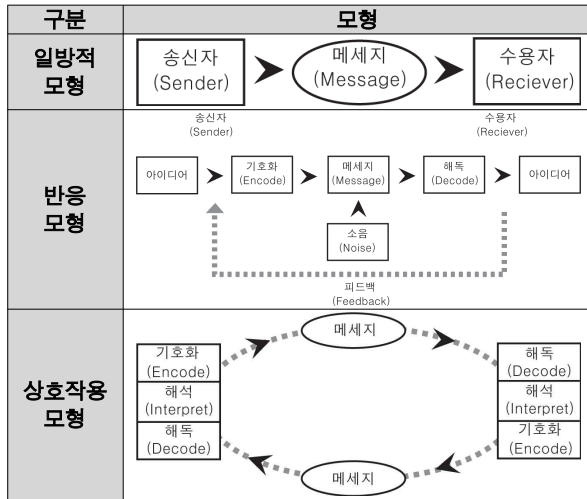 구분
모형
일방적
모형
송신자
(Sender)
메세지
(Message)
수용자
(Reciever)
반응
모형
송신자
(Sender)
수용자
(Reciever)
아이디어
기호화
(Encode)
메세지
(Message)
해독
(Decode)
아이디어
소음
(Noise)
피드백
(Feedback)
상호작용
모형
메세지
기호화
(Encode)
해석
(Interpret)
해독
(Decode)
해독
(Decode)
해석
(Interpret)
기호화
(Encode)
메세지